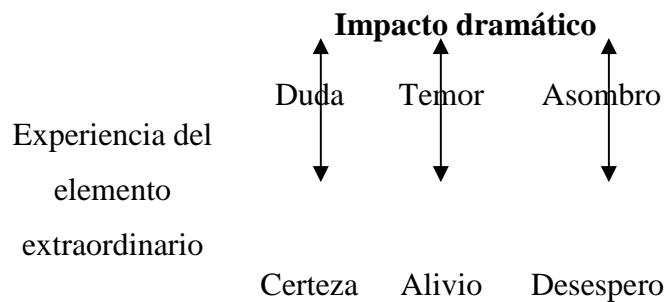 Impacto dramático
Duda Temor Asombro
Experiencia del
elemento
extraordinario
Certeza Alivio Desespero